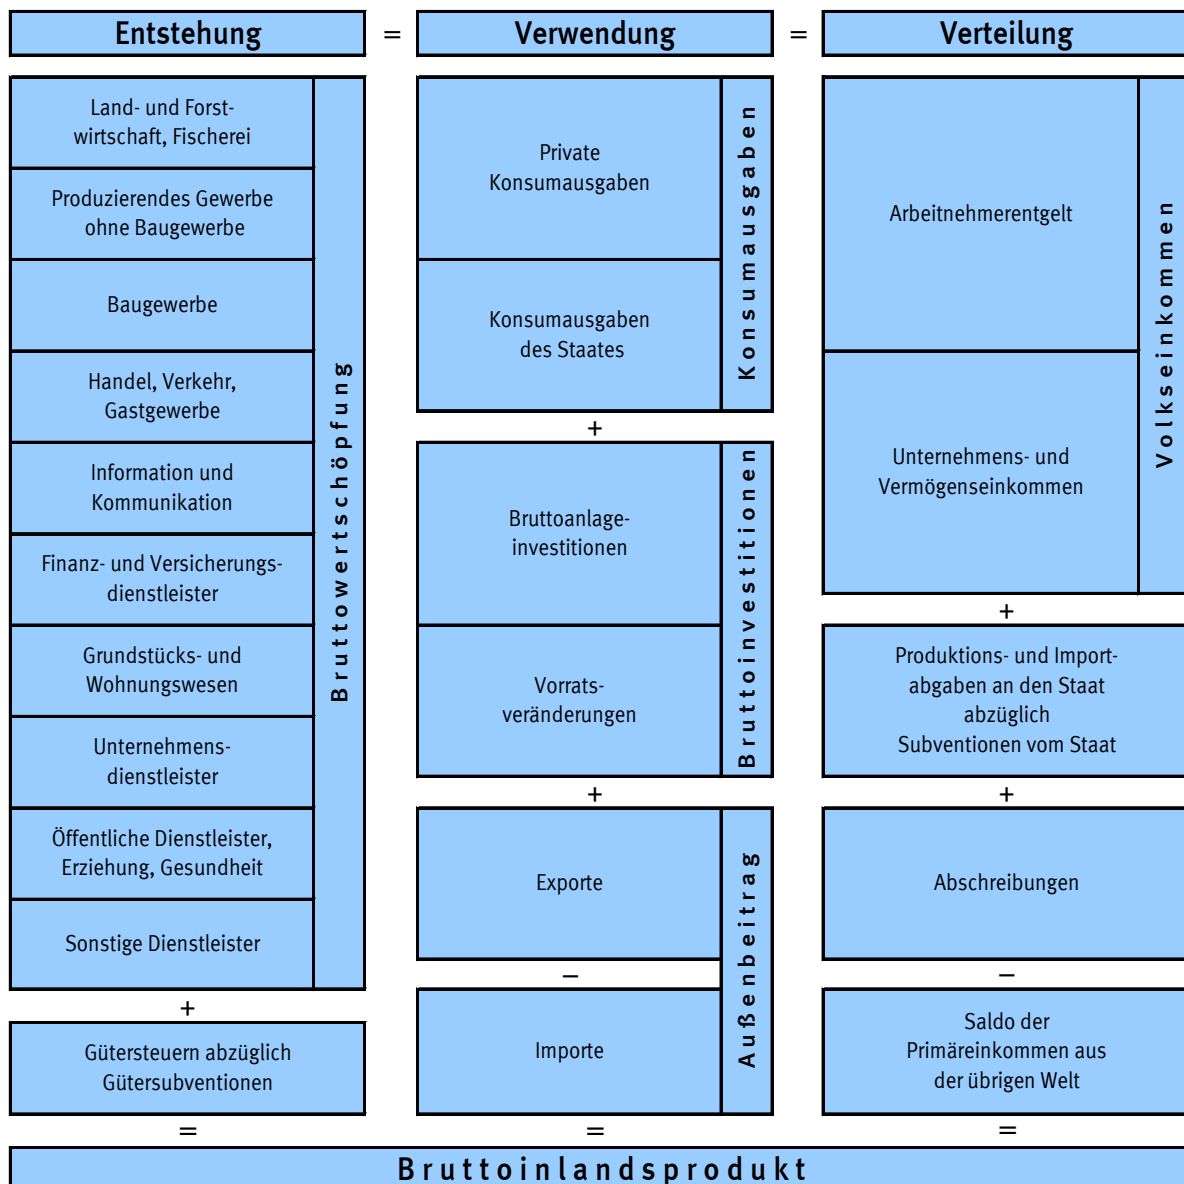 Entstehung = Verwendung = Verteilung
Land- und Forst-
wirtschaft, Fischerei
Produzierendes Gewerbe
ohne Baugewerbe
Baugewerbe
Handel, Verkehr,
Gastgewerbe
Information und
Kommunikation
Finanz- und Versicherungs-
dienstleister
Grundstücks- und
Wohnungswesen
Unternehmens-
dienstleister
Öffentliche Dienstleister,
Erziehung, Gesundheit
Sonstige Dienstleister
Bruttowertschöpfung
+
Gütersteuern abzüglich
Gütersubventionen
=
Private
Konsumausgaben
Konsumausgaben
des Staates
Konsumausgaben
+
Bruttoanlage-
investitionen
Vorrats-
veränderungen
Bruttoinvestitionen
+
Exporte
–
Importe
Außenbeitrag
=
Arbeitnehmerentgelt
Unternehmens- und
Vermögenseinkommen
Volkseinkommen
+
Produktions- und Import-
abgaben an den Staat
abzüglich
Subventionen vom Staat
+
Abschreibungen
–
Saldo der
Primäreinkommen aus
der übrigen Welt
=
Bruttoinlandsprodukt